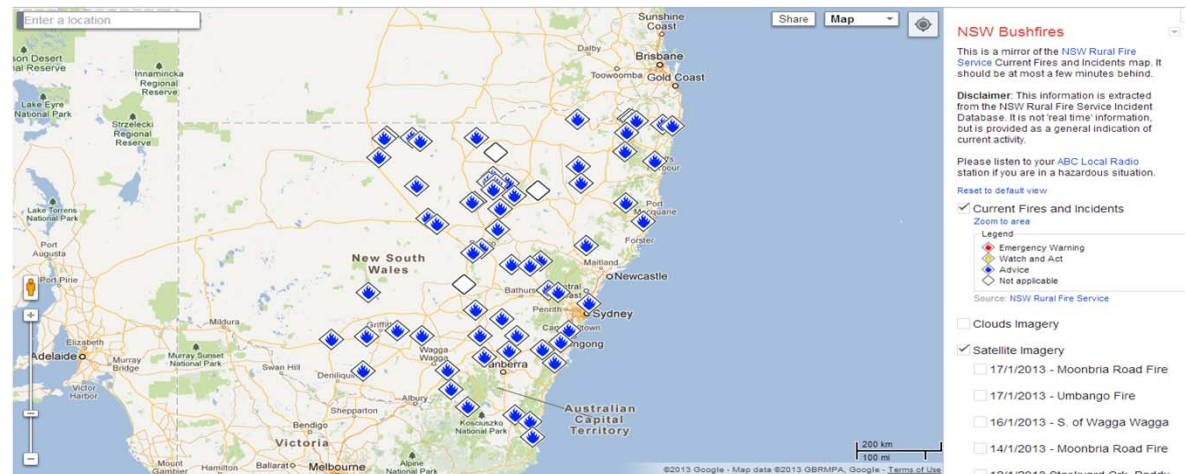 Enter a location
Share
Map
Sunshine
Coast
Dalby
Brisbane
Toowoomba
Gold Coast
son Desert
nal Reserve
Innamincka
Regional
Reserve
Lake Eyre
National Park
Strzelecki
Regional
Reserve
Lake Torrens
National Park
Port
Augusta
Port Pirie
New South
Wales
Port
Macquarie
Forster
Maitland
Newcastle
Bathurst
Penrith
Sydney
Mildura
Griffith
Elizabeth
Adelaide
Murray
Bridge
Murray Sunset
National Park
Swan Hill
Deniliquin
Wagga
Wagga
anberra
Victor
Harbor
Shepparton
Albury
Australian
Capital
Territory
Bendigo
Kosciuszko
National Park
Victoria
Mount
Gambier
Hamilton
Ballarat
Melbourne
Alpine
National Park
200 km
100 mi
©2013 Google - Map data ©2013 GBRMPA, Google - Terms of Use
NSW Bushfires
This is a mirror of the NSW Rural Fire
Service Current Fires and Incidents map. It
should be at most a few minutes behind.
Disclaimer: This information is extracted
from the NSW Rural Fire Service Incident
Database. It is not 'real time' information,
but is provided as a general indication of
current activity.
Please listen to your ABC Local Radio
station if you are in a hazardous situation.
Reset to default view
Current Fires and Incidents
Zoom to area
Legend
Emergency Warning
Watch and Act
Advice
Not applicable
Source: NSW Rural Fire Service
Clouds Imagery
Satellite Imagery
17/1/2013 - Moonbria Road Fire
17/1/2013 - Umbango Fire
16/1/2013 - S. of Wagga Wagga
14/1/2013 - Moonbria Road Fire